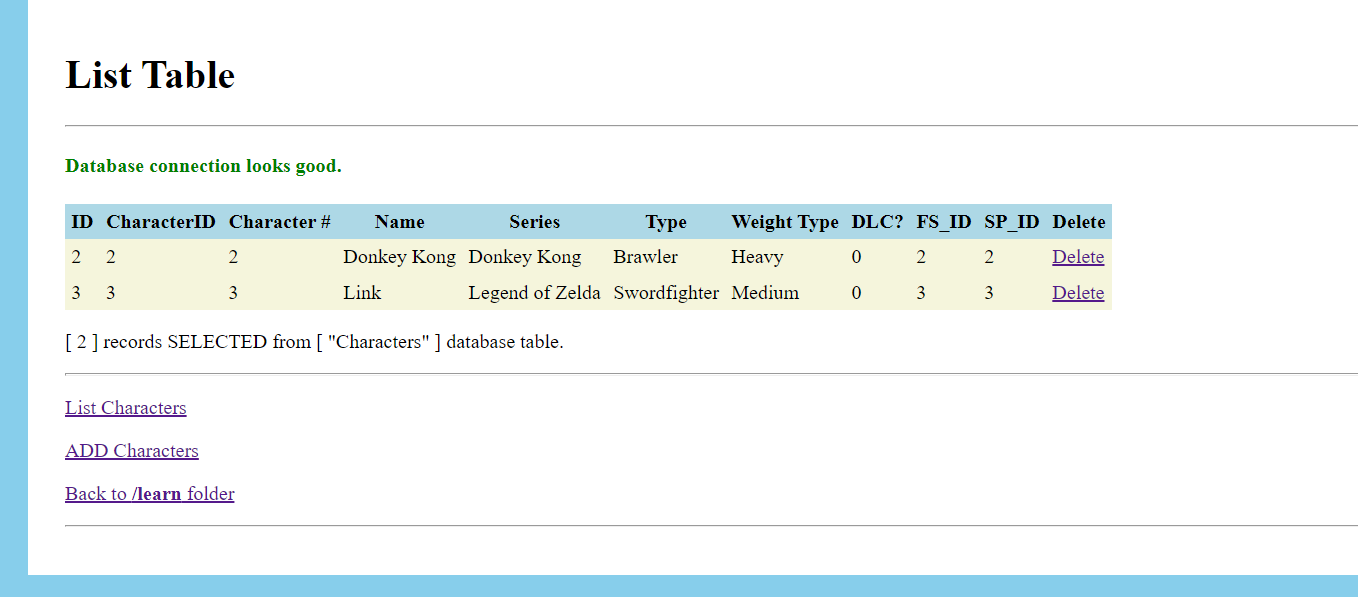 List Table
Database connection looks good.
ID CharacterID Character # Name Series Type Weight Type DLC? FS_ID SP_ID Delete
2 2 2 Donkey Kong Donkey Kong Brawler Heavy 0 2 2 Delete
3 3 3 Link Legend of Zelda Swordfighter Medium 0 3 3 Delete
[ 2 ] records SELECTED from [ "Characters" ] database table.
List Characters
ADD Characters
Back to /learn folder